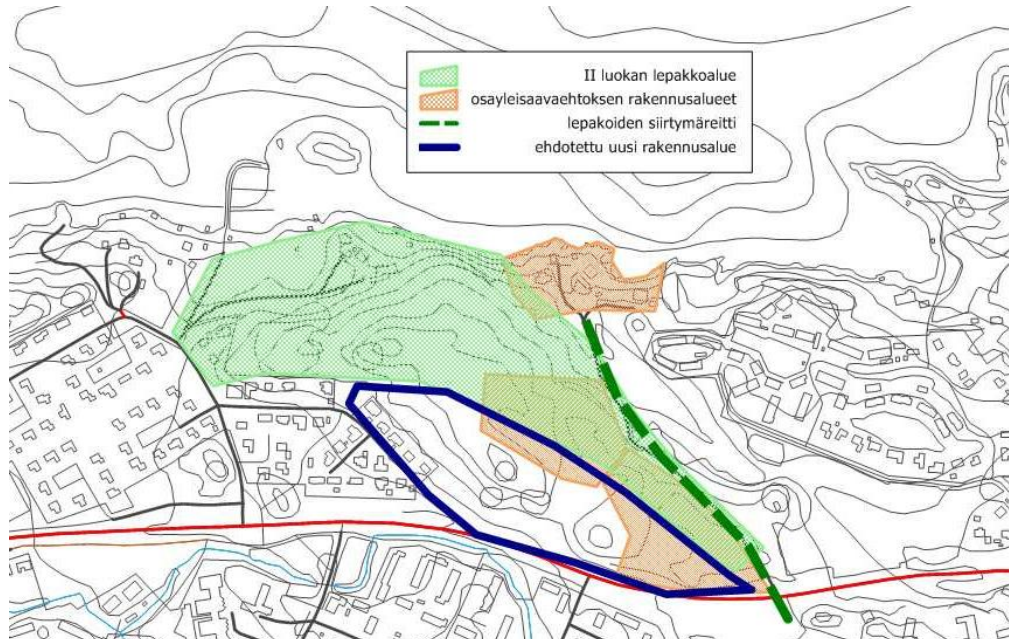 II luokan lepakkoalue
osayleisaavaehtoksen rakennusalueet
lepakoiden siirtymäreitti
ehdotettu uusi rakennusalue